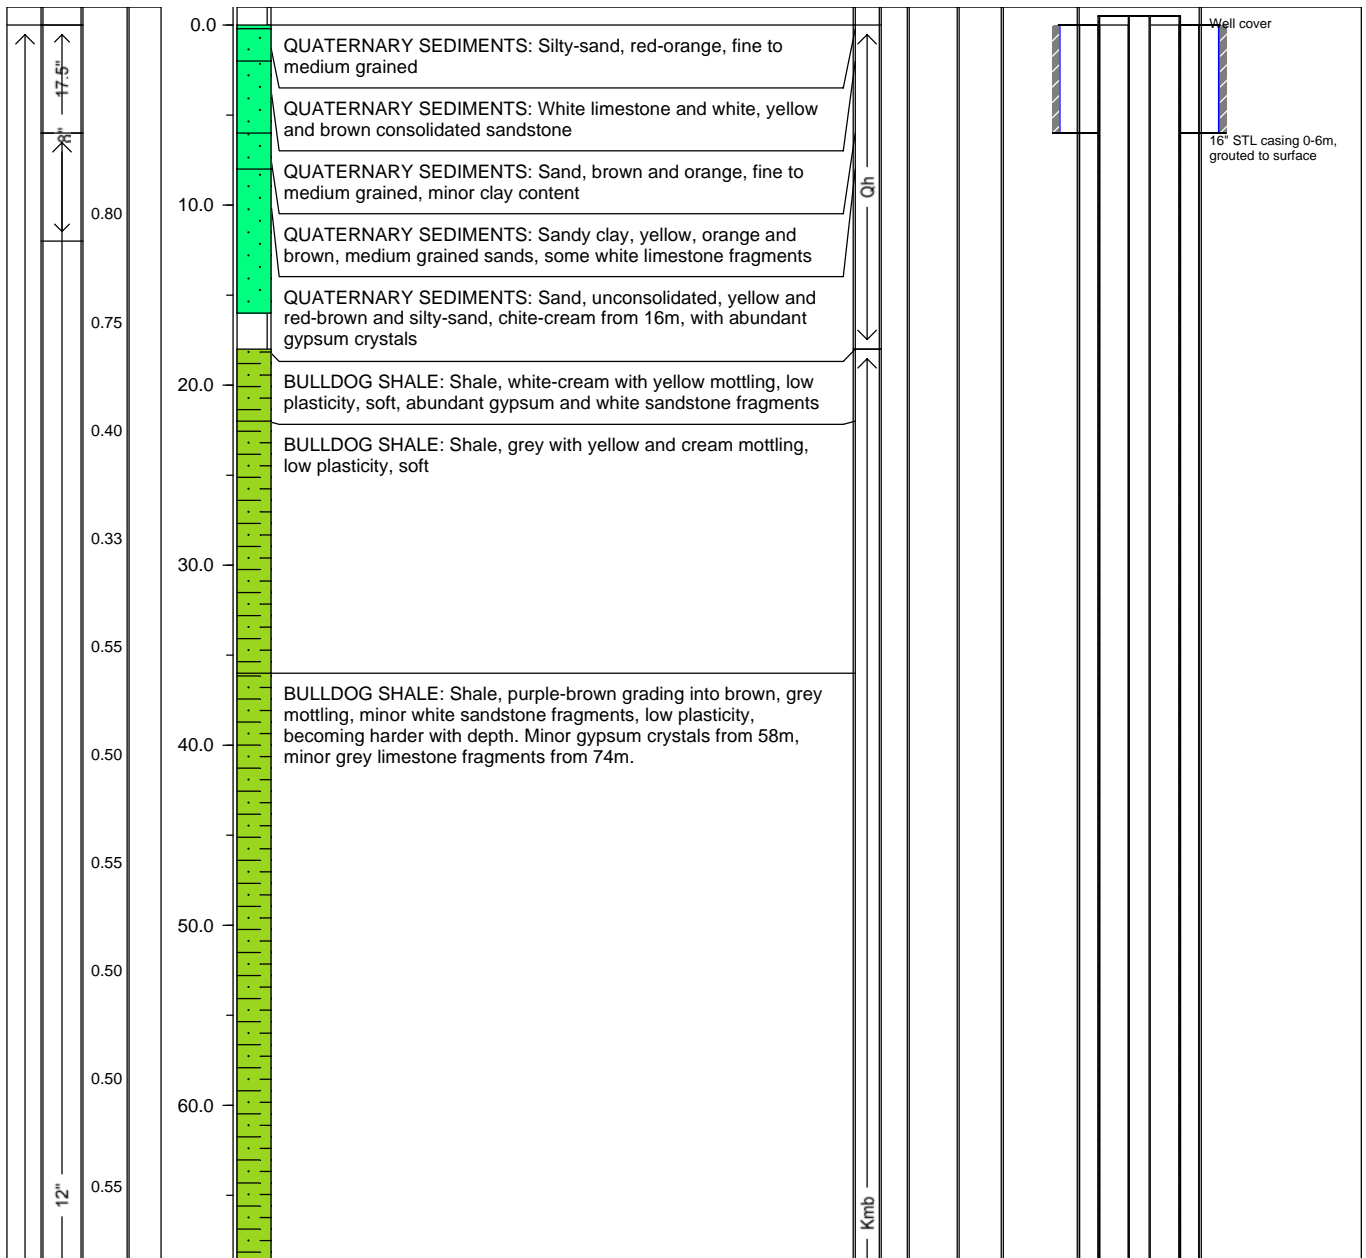 0.0
Well cover
QUATERNARY SEDIMENTS: Silty-sand, red-orange, fine to
medium grained
17.5"
QUATERNARY SEDIMENTS: White limestone and white, yellow
and brown consolidated sandstone
8"
16" STL casing 0-6m,
grouted to surface
QUATERNARY SEDIMENTS: Sand, brown and orange, fine to
medium grained, minor clay content
Qh
10.0
0.80
QUATERNARY SEDIMENTS: Sandy clay, yellow, orange and
brown, medium grained sands, some white limestone fragments
QUATERNARY SEDIMENTS: Sand, unconsolidated, yellow and
red-brown and silty-sand, chite-cream from 16m, with abundant
gypsum crystals
0.75
20.0
BULLDOG SHALE: Shale, white-cream with yellow mottling, low
plasticity, soft, abundant gypsum and white sandstone fragments
0.40
BULLDOG SHALE: Shale, grey with yellow and cream mottling,
low plasticity, soft
0.33
30.0
0.55
BULLDOG SHALE: Shale, purple-brown grading into brown, grey
mottling, minor white sandstone fragments, low plasticity,
becoming harder with depth. Minor gypsum crystals from 58m,
minor grey limestone fragments from 74m.
40.0
0.50
0.55
50.0
0.50
0.50
60.0
0.55
12"
Kmb